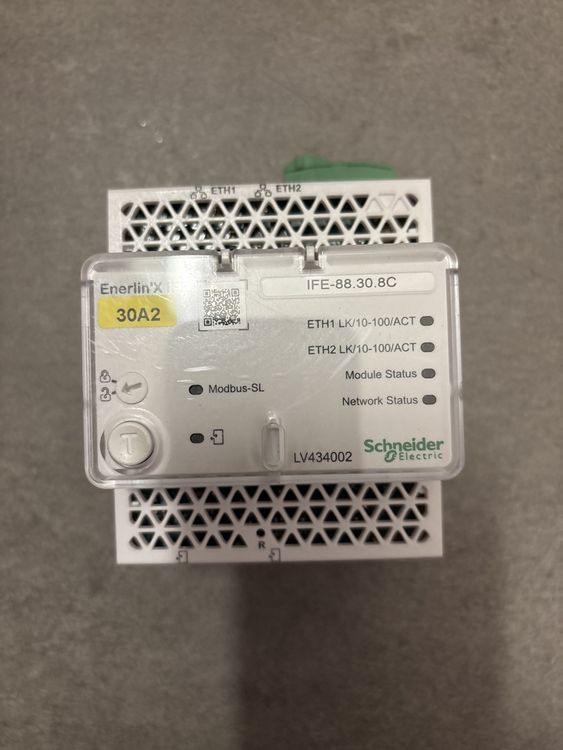 ETH1 ETH2
Enerlin'X
IFE-88.30.8C
30A2
ETH1 LK/10-100/ACT
ETH2 LK/10-100/ACT
Module Status
Modbus-SL
Network Status
T
Schneider
Electric
LV434002
R